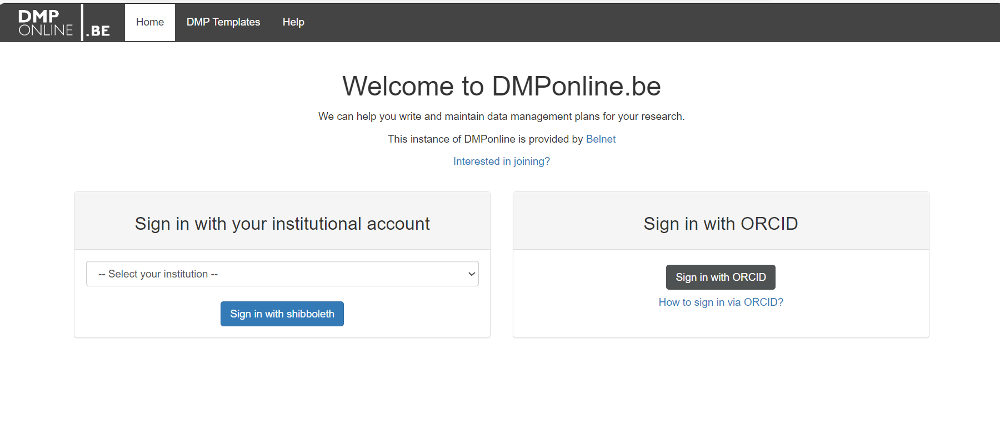 DMP
ONLINE
.BE
Home
DMP Templates
Help
Welcome to DMPonline.be
We can help you write and maintain data management plans for your research.
This instance of DMPonline is provided by Belnet
Interested in joining?
Sign in with your institutional account
-- Select your institution --
Sign in with shibboleth
Sign in with ORCID
Sign in with ORCID
How to sign in via ORCID?